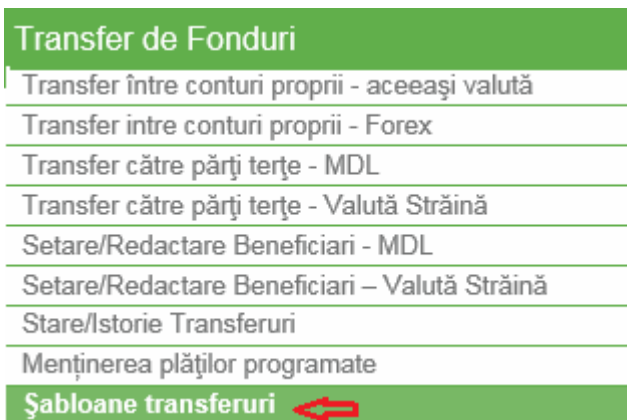 Transfer de Fonduri
Transfer între conturi proprii - aceeaşi valută
Transfer intre conturi proprii - Forex
Transfer către părţi terţe - MDL
Transfer către părţi terţe - Valută Străină
Setare/Redactare Beneficiari - MDL
Setare/Redactare Beneficiari – Valută Străină
Stare/Istorie Transferuri
Menținerea plăţilor programate
Şabloane transferuri